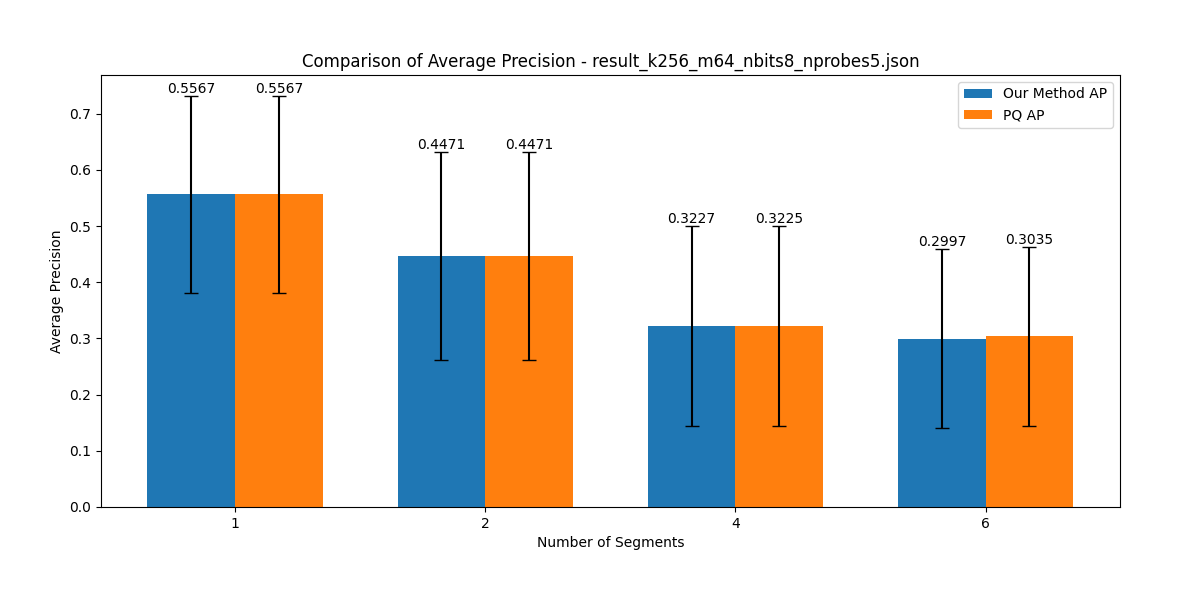 Comparison of Average Precision - result_k256_m64_nbits8_nprobes5.json
Our Method AP
PQ AP
0.5567 0.5567
0.4471 0.4471
0.3227 0.3225
0.2997 0.3035
Average Precision
0.7
0.6
0.5
0.4
0.3
0.2
0.1
0.0
1 2 4 6
Number of Segments